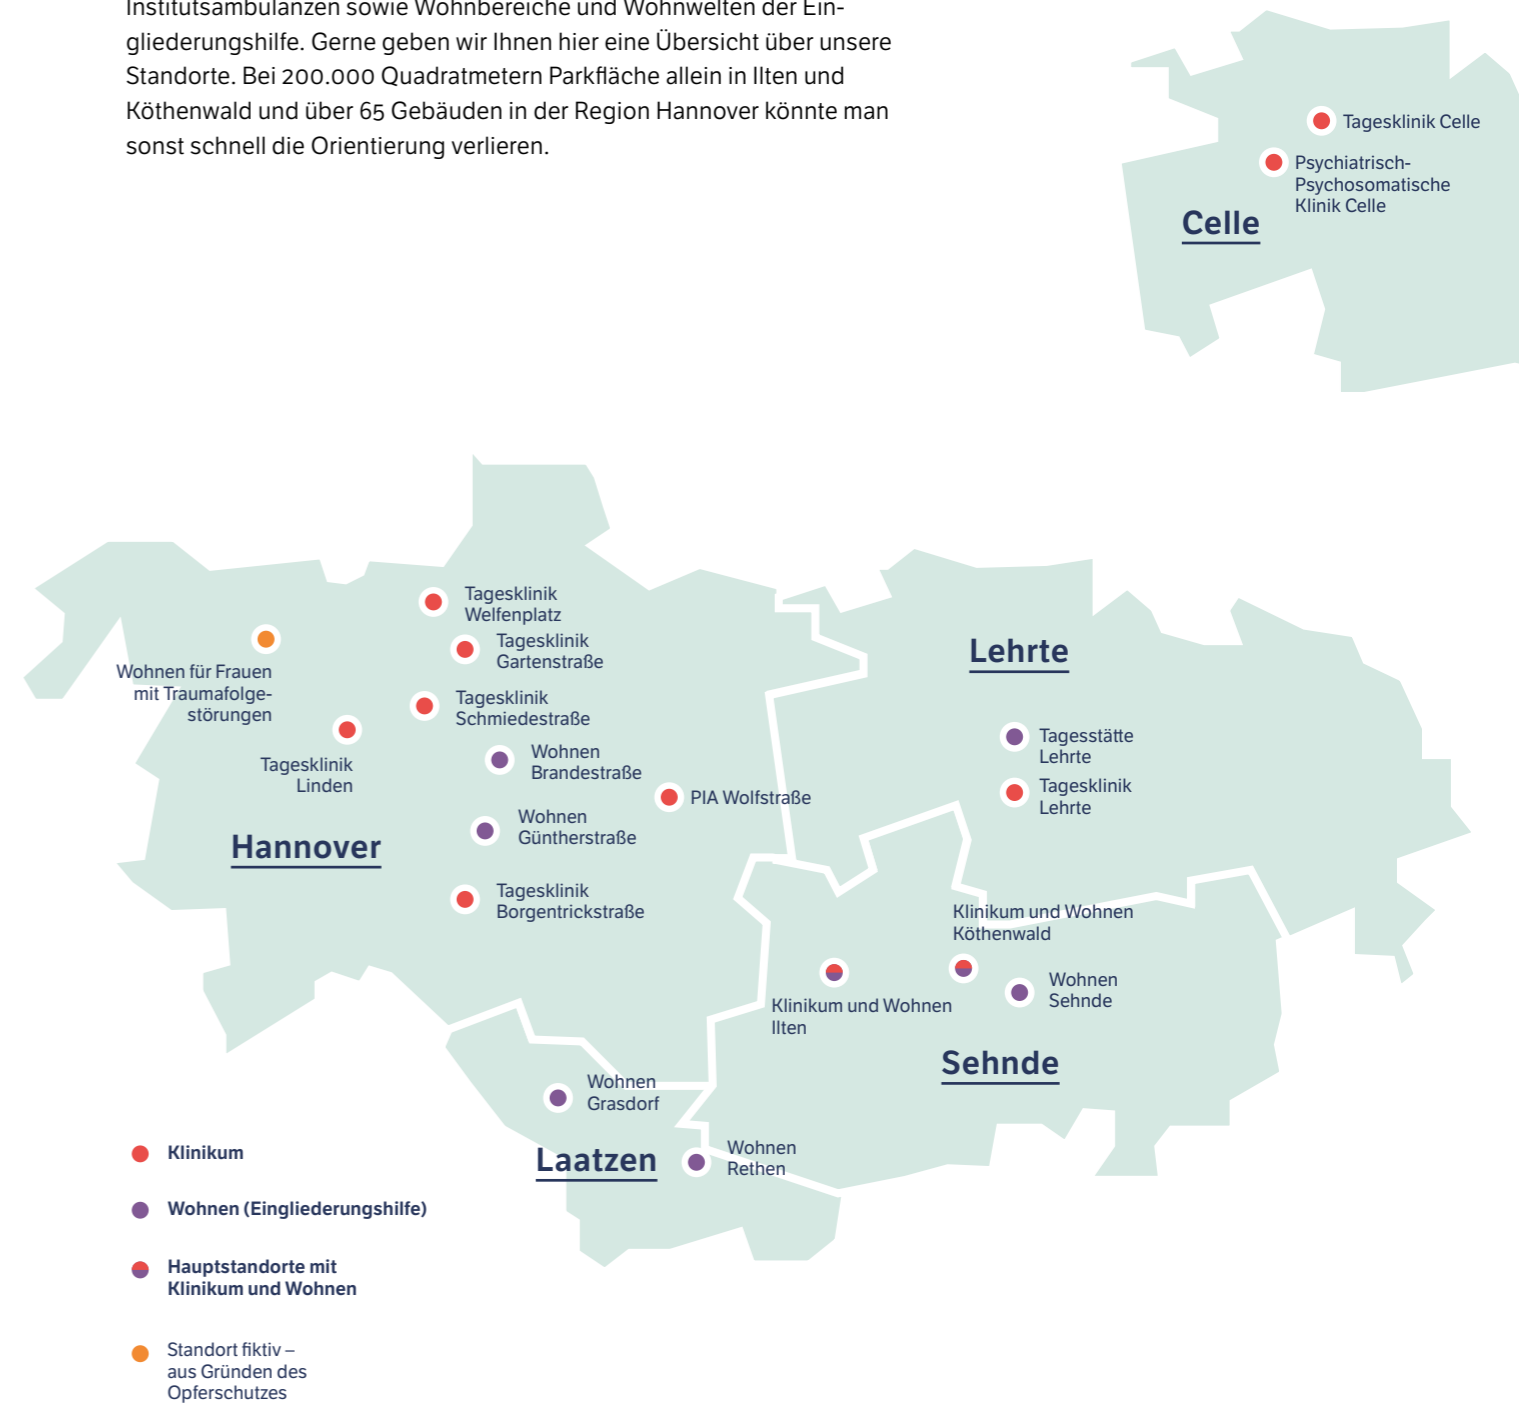 Institutsambulanzen sowie Wohnbereiche und Wohnwelten der Ein-
gliederungshilfe. Gerne geben wir Ihnen hier eine Übersicht über unsere
Standorte. Bei 200.000 Quadratmetern Parkfläche allein in Ilten und
Köthenwald und über 65 Gebäuden in der Region Hannover könnte man
sonst schnell die Orientierung verlieren.
Tagesklinik Celle
Psychiatrisch-
Psychosomatische
Klinik Celle
Celle
Tagesklinik
Welfenplatz
Tagesklinik
Gartenstraße
Wohnen für Frauen
mit Traumafolge-
störungen
Tagesklinik
Schmiedestraße
Tagesklinik
Linden
Wohnen
Brandestraße
PIA Wolfstraße
Wohnen
Güntherstraße
Hannover
Tagesklinik
Borgentrickstraße
Lehrte
Tagesstätte
Lehrte
Tagesklinik
Lehrte
Klinikum und Wohnen
Köthenwald
Wohnen
Sehnde
Klinikum und Wohnen
Ilten
Sehnde
Wohnen
Grasdorf
Laatzen
Wohnen
Rethen
Klinikum
Wohnen (Eingliederungshilfe)
Hauptstandorte mit
Klinikum und Wohnen
Standort fiktiv –
aus Gründen des
Opferschutzes